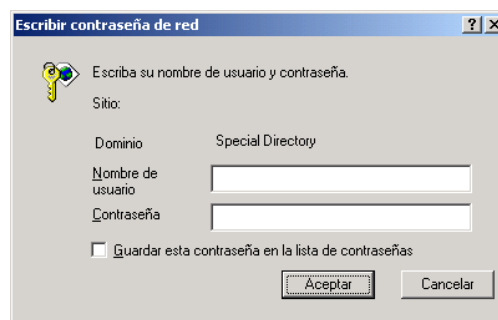 Escribir contraseña de red
Escriba su nombre de usuario y contraseña.
Sitio:
Dominio Special Directory
Nombre de
usuario
Contraseña
Guardar esta contraseña en la lista de contraseñas
Aceptar Cancelar